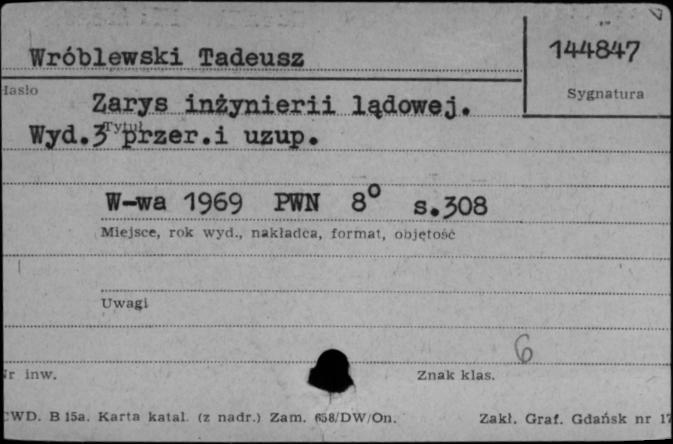 Wróblewski Tadeusz
144847
Hasło
Sygnatura
Zarys inżynierii lądowej.
Tytuł
Wyd.3 przer.i uzup.
W-wa 1969 PWN 8° s.308
Miejsce, rok wyd., nakładca, format, objętość
Uwagi
6
Nr inw.
Znak klas.
CWD. B 15a. Karta katal. (z nadr.) Zam. 658/DW/On.
Zakł. Graf. Gdańsk nr